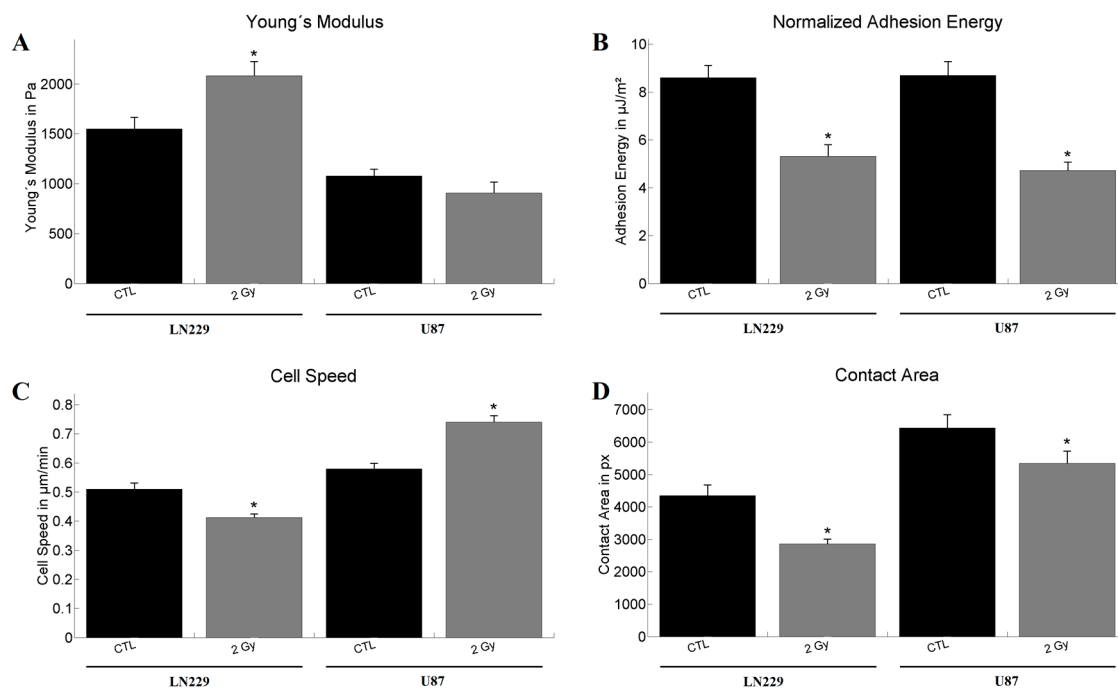 A
Young´s Modulus
Young´s Modulus in Pa
2000
1500
1000
500
0
*
CTL
2 Gy
CTL
2 Gy
LN229
U87
B
Normalized Adhesion Energy
Adhesion Energy in µJ/m²
10
8
6
4
2
0
*
*
CTL
2 Gy
CTL
2 Gy
LN229
U87
C
Cell Speed
Cell Speed in µm/min
0.8
0.7
0.6
0.5
0.4
0.3
0.2
0.1
0
*
*
CTL
2 Gy
CTL
2 Gy
LN229
U87
D
Contact Area
Contact Area in px
7000
6000
5000
4000
3000
2000
1000
0
*
*
CTL
2 Gy
CTL
2 Gy
LN229
U87